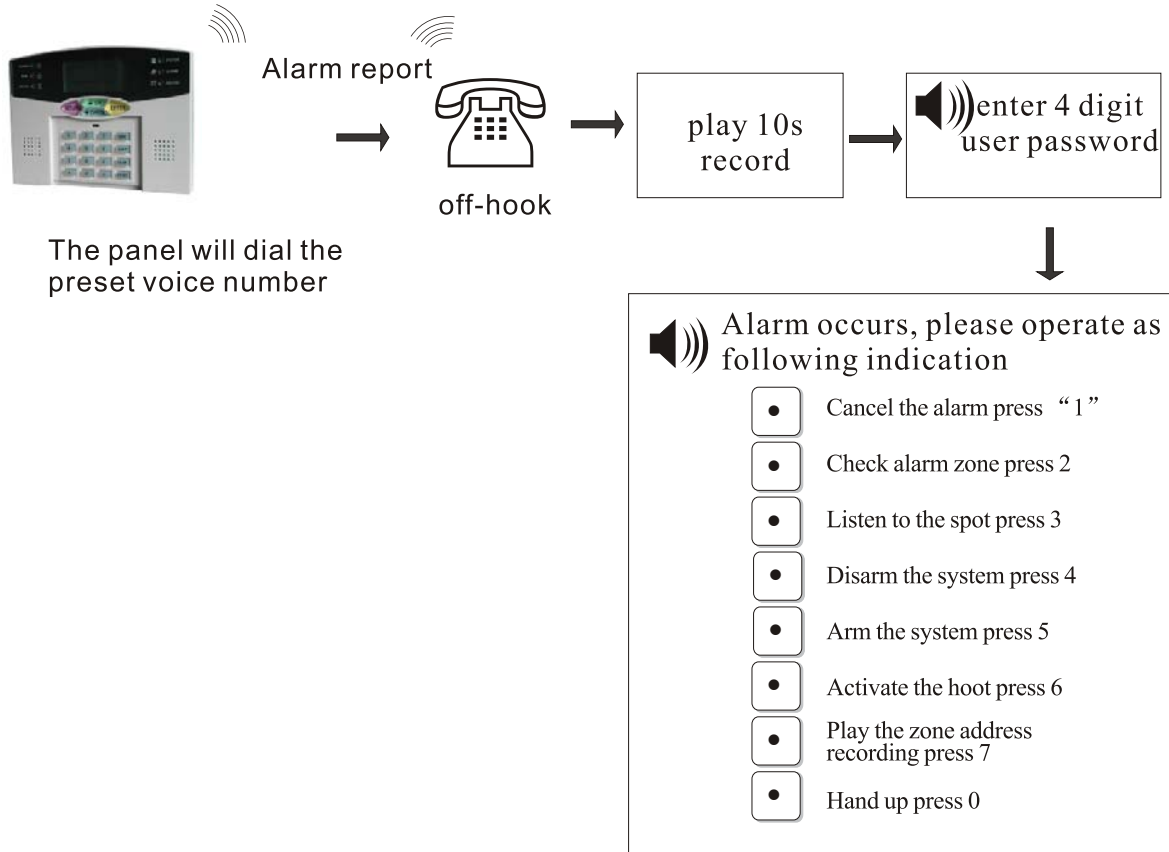 Alarm report
off-hook
The panel will dial the
preset voice number
play 10s
record
enter 4 digit
user password
Alarm occurs, please operate as
following indication
Cancel the alarm press “1”
Check alarm zone press 2
Listen to the spot press 3
Disarm the system press 4
Arm the system press 5
Activate the hoot press 6
Play the zone address
recording press 7
Hand up press 0